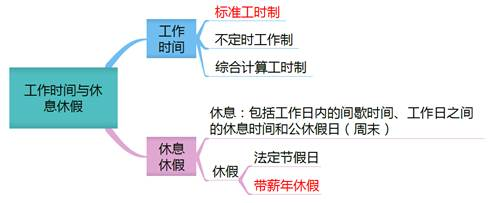 工作时间与休
息休假
工作
时间
标准工时制
不定时工作制
综合计算工时制
休息
休假
休息：包括工作日内的间歇时间、工作日之间
的休息时间和公休假日（周末）
休假
法定节假日
带薪年休假